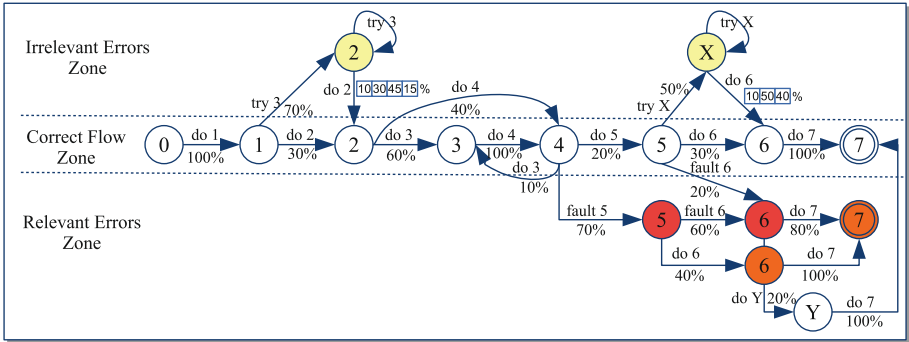 Irrelevant Errors
Zone
try 3
2
do 2 10 30 45 15 %
try 3
70%
try X
X
do 6
10 50 40 %
50%
try X
do 4
40%
Correct Flow
Zone
0
do 1
100%
1
do 2
30%
2
do 3
60%
3
do 4
100%
do 3
10%
4
do 5
20%
5
do 6
30%
fault 6
20%
6
do 7
100%
7
Relevant Errors
Zone
fault 5
70%
5
fault 6
60%
6
do 7
80%
7
do 6
40%
6
do 7
100%
do Y 20%
Y
do 7
100%